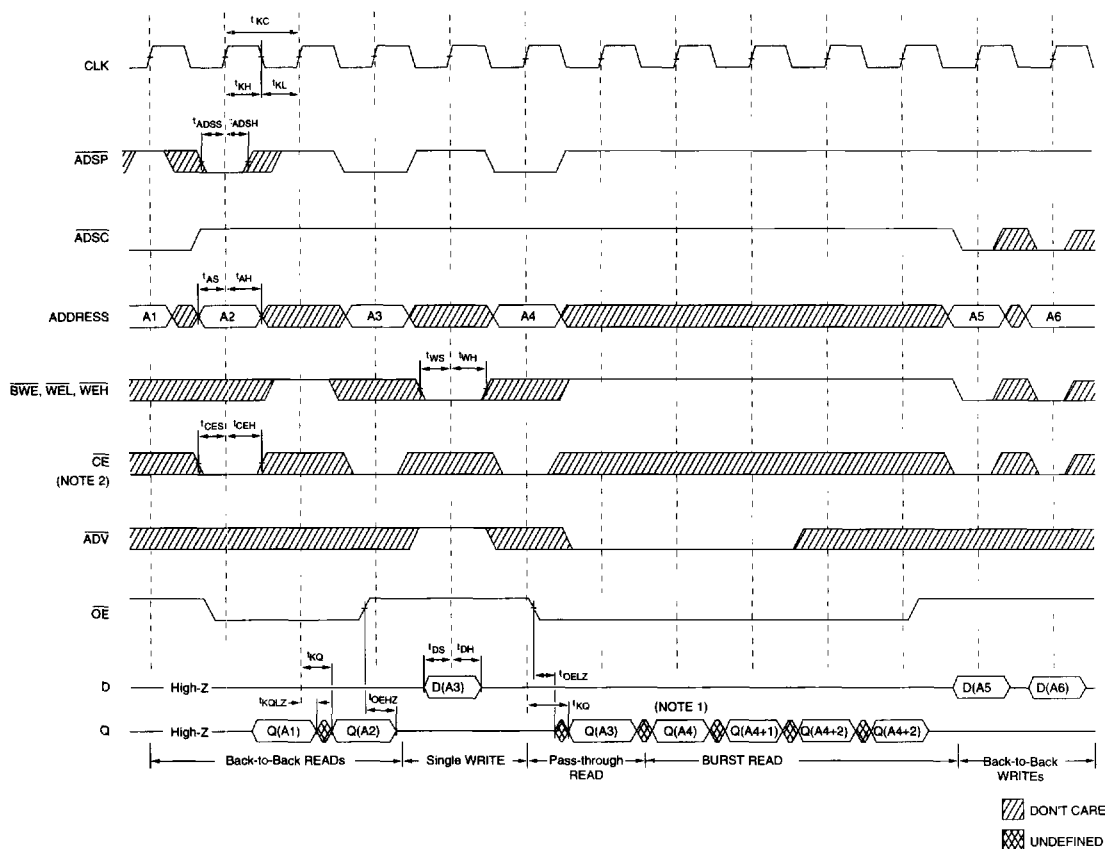 tKC
CLK
tKH tKL
tADSS tADSH
ADSP
ADSC
tAS tAH
ADDRESS A1 A2 A3 A4 A5 A6
tWS tWH
BWE, WEL, WEH
tCES tCEH
CE
(NOTE 2)
ADV
OE
tKQ tDS tDH tOELZ
D High-Z D(A3) D(A5 D(A6)
tKQLZ tOEHZ tKQ (NOTE 1)
Q High-Z Q(A1) Q(A2) Q(A3) Q(A4) Q(A4+1) Q(A4+2) Q(A4+2)
Back-to-Back READs Single WRITE Pass-through BURST READ Back-to-Back
READ WRITEs
DON'T CARE
UNDEFINED